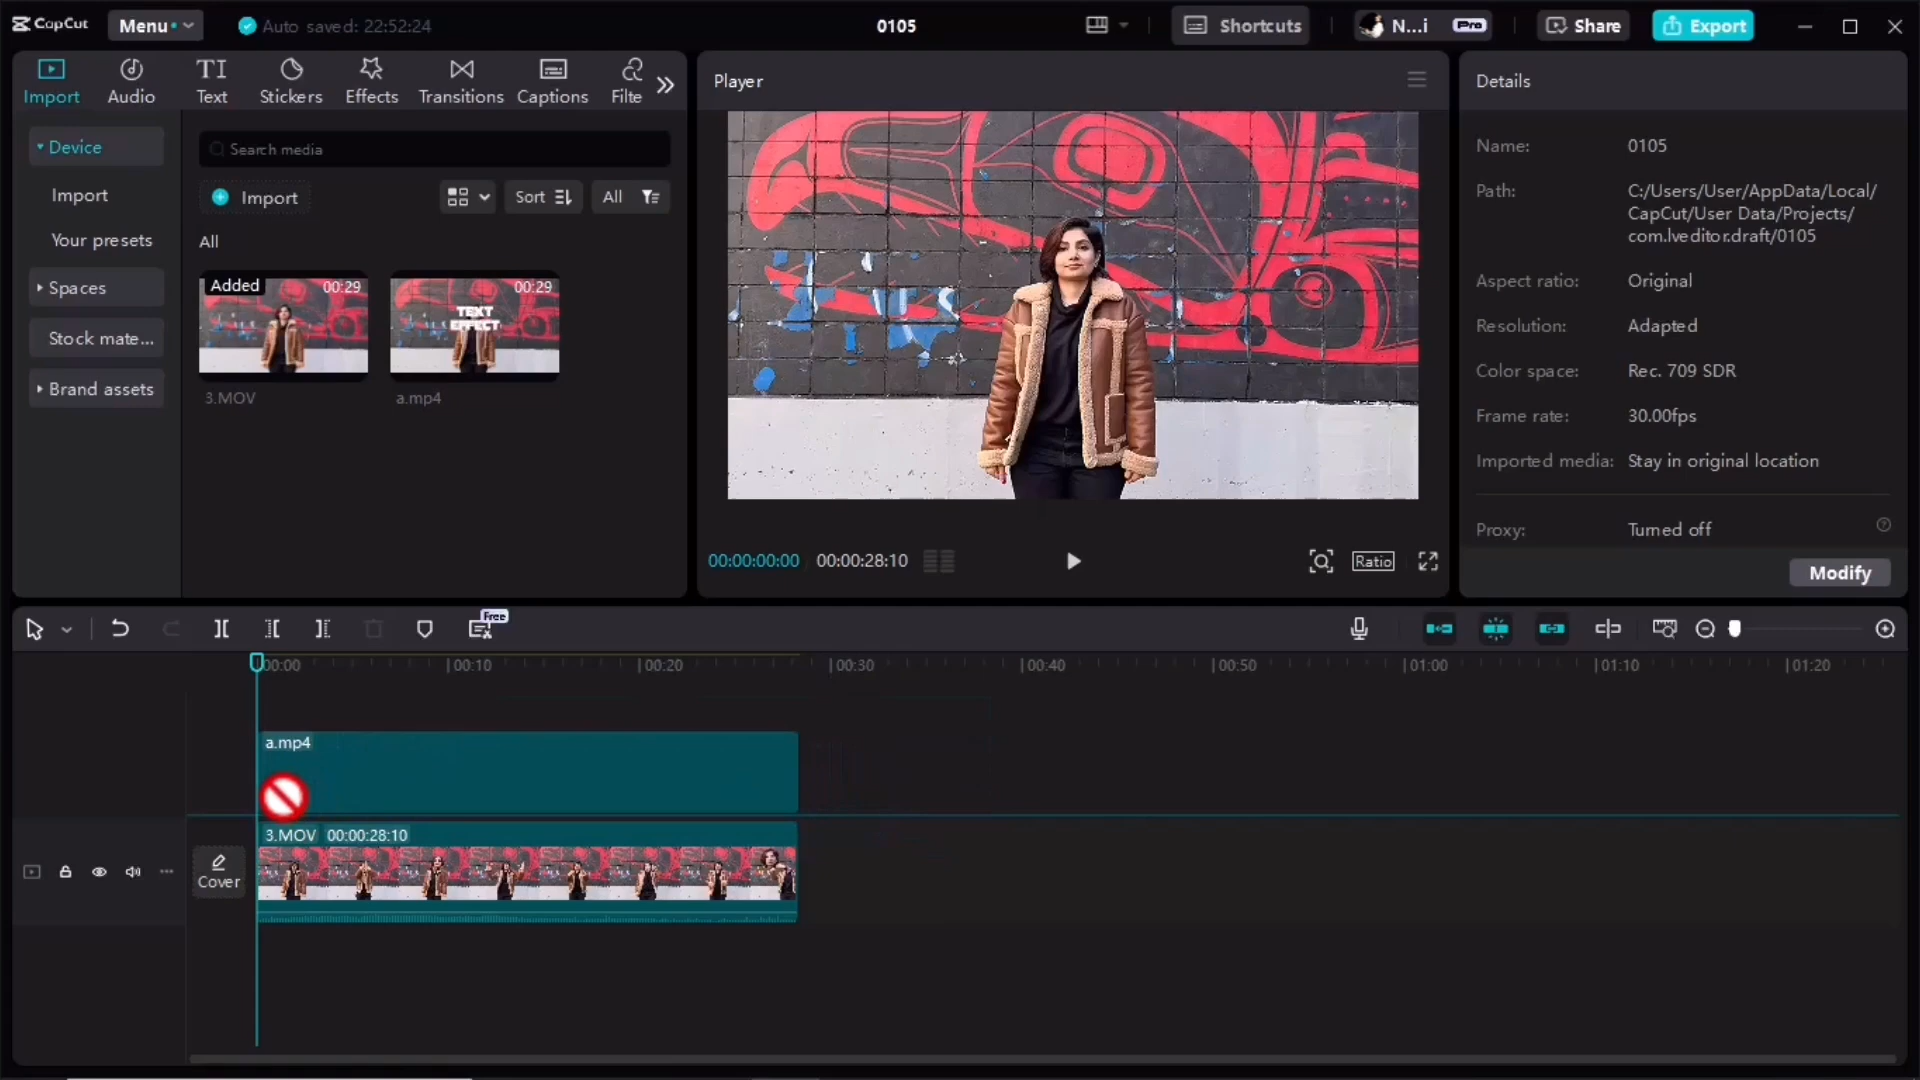 CapCut
Menu
Auto saved: 22:52:24
0105
Shortcuts
N...i
Pro
Share
Export
Import
Audio
TI
Text
Stickers
Effects
Transitions
Captions
Filte
Player
Details
Device
Search media
Import
Import
Sort
All
Your presets
All
Spaces
Added
00:29
00:29
TEXT
EFFECT
Stock mate...
Brand assets
3.MOV
a.mp4
Name:
0105
Path:
C:/Users/User/AppData/Local/
CapCut/User Data/Projects/
com.lveditor.draft/0105
Aspect ratio:
Original
Resolution:
Adapted
Color space:
Rec. 709 SDR
Frame rate:
30.00fps
Imported media:
Stay in original location
Proxy:
Turned off
Modify
00:00:00:00
00:00:28:10
Ratio
Free
00:00
00:10
00:20
00:30
00:40
00:50
01:00
01:10
01:20
a.mp4
3.MOV 00:00:28:10
Cover